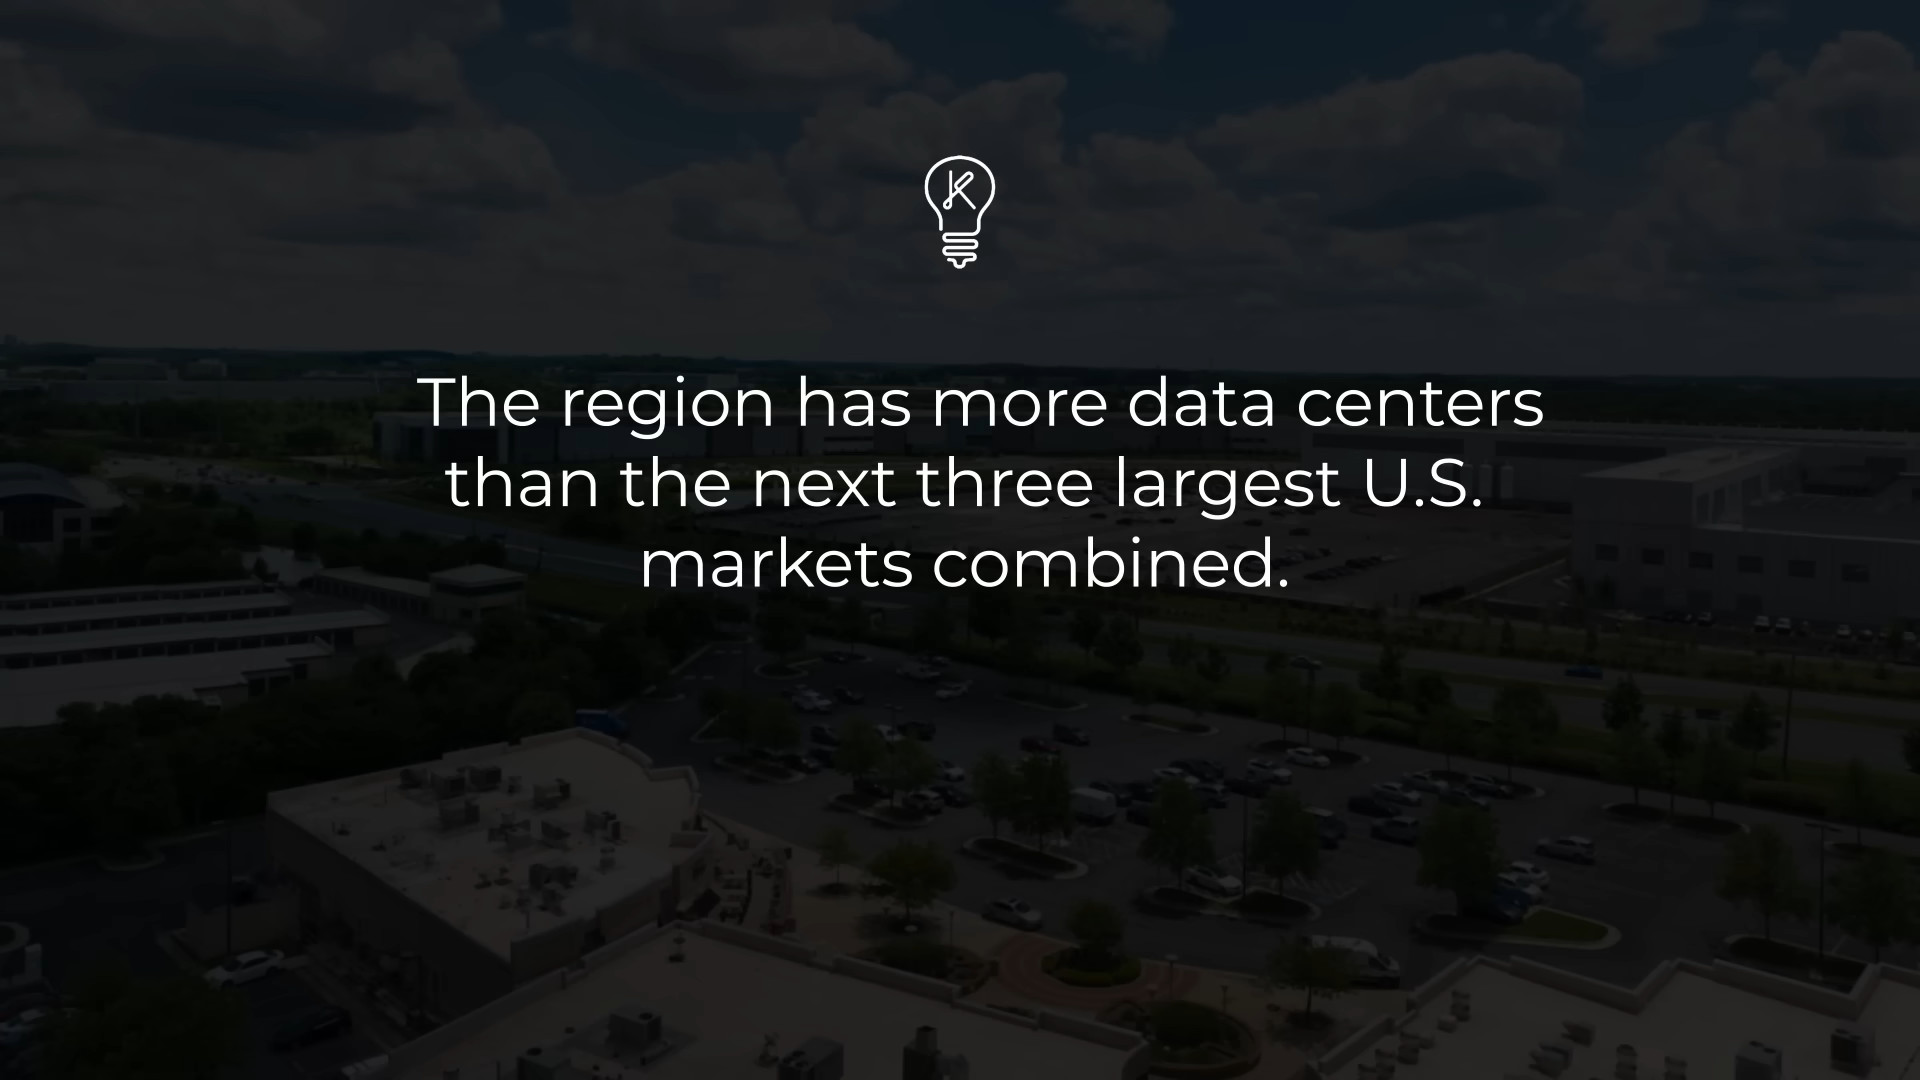 The region has more data centers
than the next three largest U.S.
markets combined.